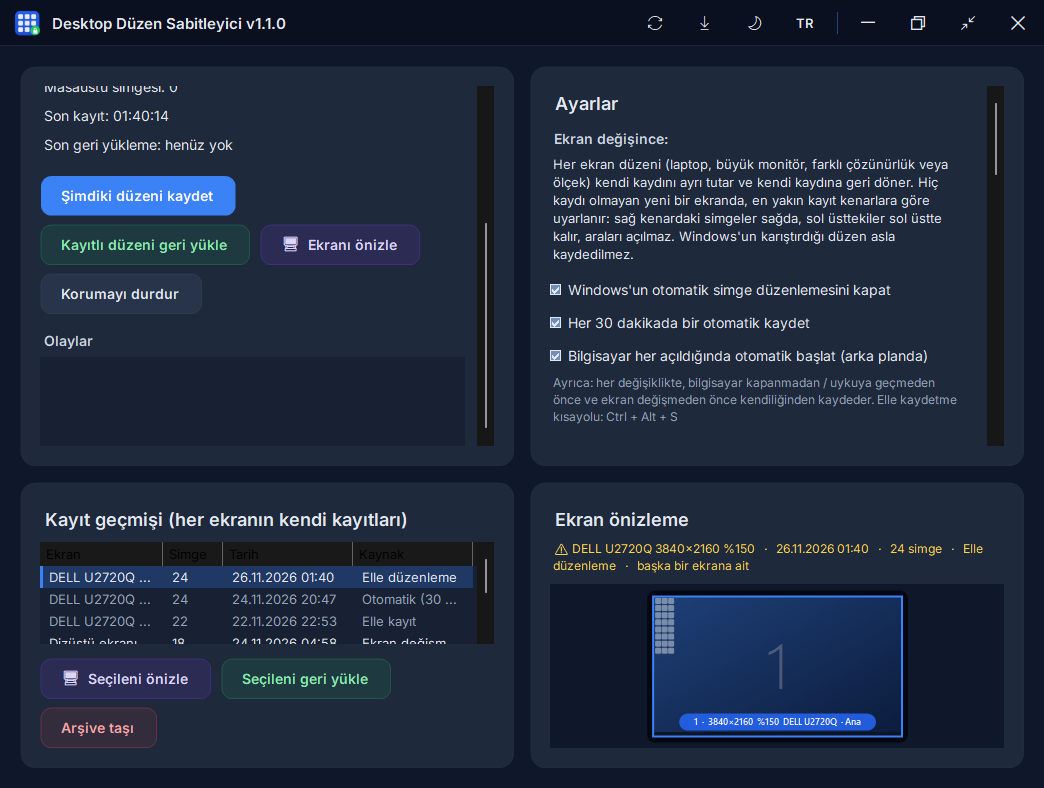 Desktop Düzen Sabitleyici v1.1.0
TR
Masaüstü simgesi: 0
Son kayıt: 01:40:14
Son geri yükleme: henüz yok
Şimdiki düzeni kaydet
Kayıtlı düzeni geri yükle
Ekranı önizle
Korumayı durdur
Olaylar
Ayarlar
Ekran değişince:
Her ekran düzeni (laptop, büyük monitör, farklı çözünürlük veya
ölçek) kendi kaydını ayrı tutar ve kendi kaydına geri döner. Hiç
kaydı olmayan yeni bir ekranda, en yakın kayıt kenarlara göre
uyarlanır: sağ kenardaki simgeler sağda, sol üsttekiler sol üstte
kalır, araları açılmaz. Windows'un karıştırdığı düzen asla
kaydedilmez.
Windows'un otomatik simge düzenlemesini kapat
Her 30 dakikada bir otomatik kaydet
Bilgisayar her açıldığında otomatik başlat (arka planda)
Ayrıca: her değişiklikte, bilgisayar kapanmadan / uykuya geçmeden
önce ve ekran değişmeden önce kendiliğinden kaydeder. Elle kaydetme
kısayolu: Ctrl + Alt + S
Kayıt geçmişi (her ekranın kendi kayıtları)
Ekran Simge Tarih Kaynak
DELL U2720Q ... 24 26.11.2026 01:40 Elle düzenleme
DELL U2720Q ... 24 24.11.2026 20:47 Otomatik (30 ...
DELL U2720Q ... 22 22.11.2026 22:53 Elle kayıt
Dizüstü ekranı 18 24.11.2026 04:58 Ekran değişm...
Seçileni önizle
Seçileni geri yükle
Arşive taşı
Ekran önizleme
⚠ DELL U2720Q 3840×2160 %150 · 26.11.2026 01:40 · 24 simge · Elle
düzenleme · başka bir ekrana ait
1
1 · 3840×2160 %150 DELL U2720Q · Ana